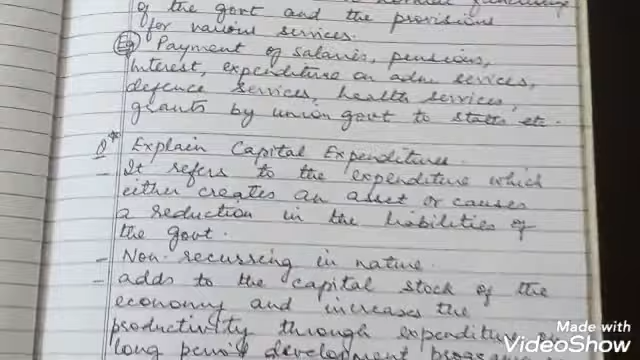 of the govt and the provisions
for various services.
Eg Payment of salaries, pensions,
interest, expenditure on adm services,
defence services, health services,
grants by union govt to states etc.
Q* Explain Capital Expenditure.
- It refers to the expenditure which
either creates an asset or causes
a reduction in the liabilities of
the govt.
- Non-recurring in nature.
- adds to the capital stock of the
economy and increases the
productivity through expenditure on
long period development
Made with
VideoShow